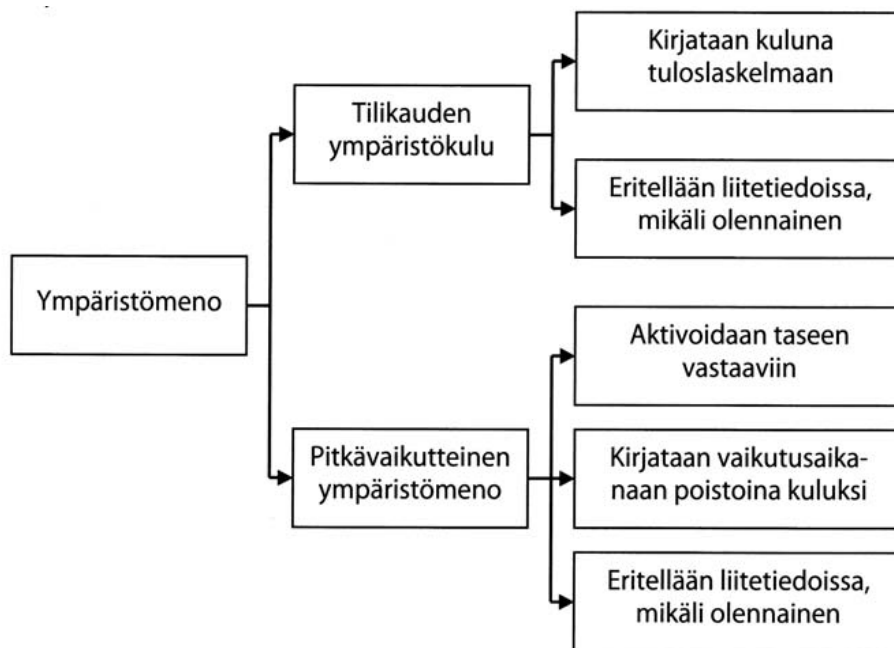 Kirjataan kuluna
tuloslaskelmaan
Tilikauden
ympäristökulu
Eritellään liitetiedoissa,
mikäli olennainen
Ympäristömeno
Aktivoidaan taseen
vastaaviin
Pitkävaikutteinen
ympäristömeno
Kirjataan vaikutusaika-
naan poistoina kuluksi
Eritellään liitetiedoissa,
mikäli olennainen